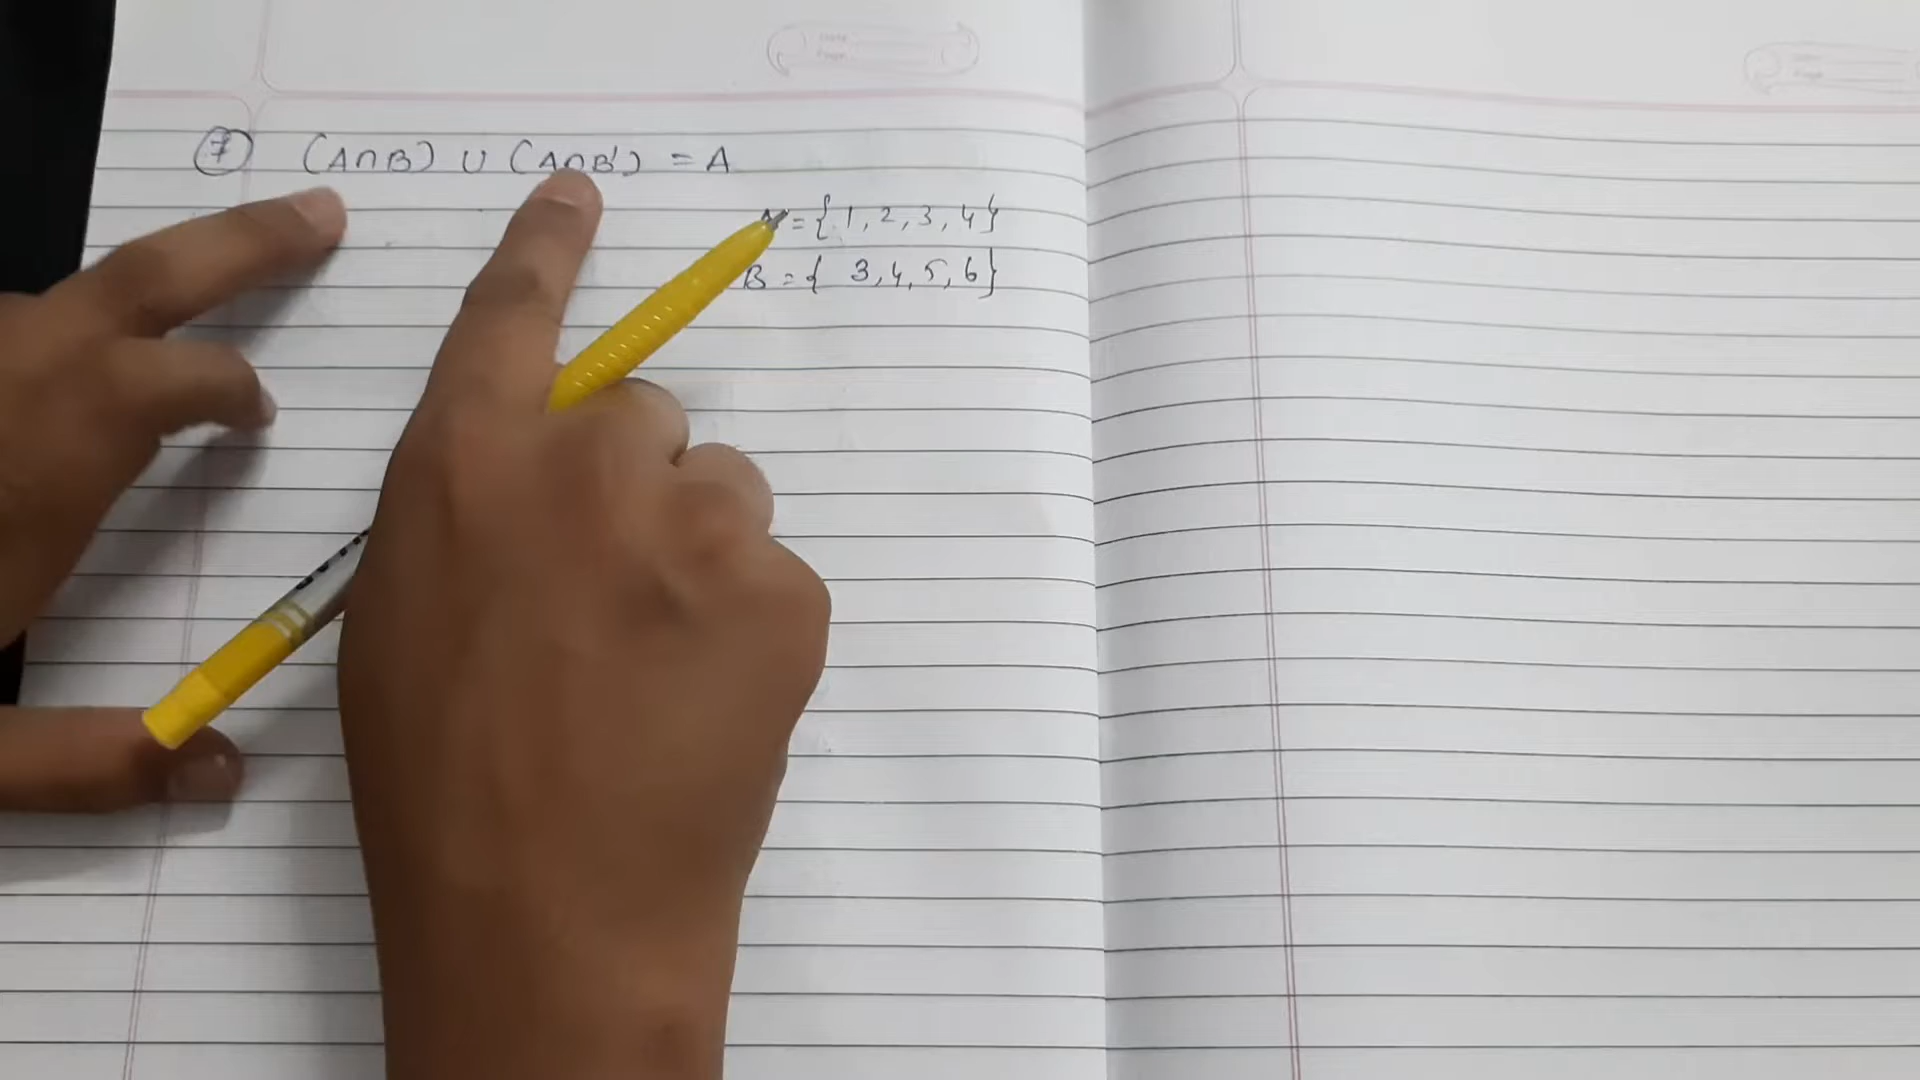 7 (A∩B) ∪ (A∩B') = A
A = { 1, 2, 3, 4 }
B = { 3, 4, 5, 6 }